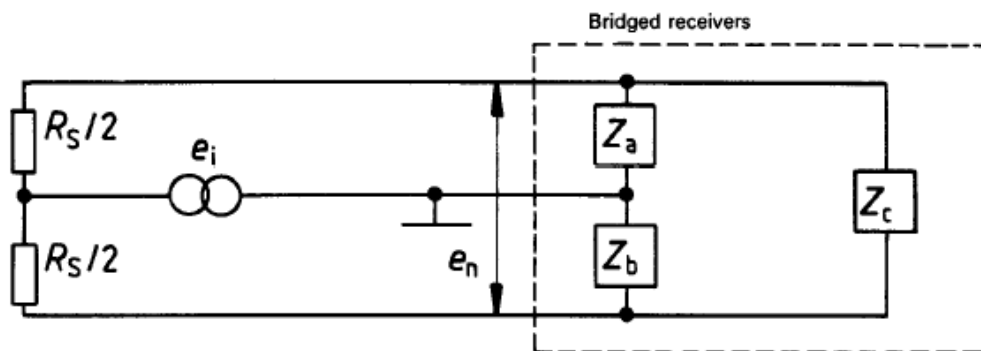 Bridged receivers
R_S/2
e_i
Z_a
Z_c
R_S/2
e_n
Z_b